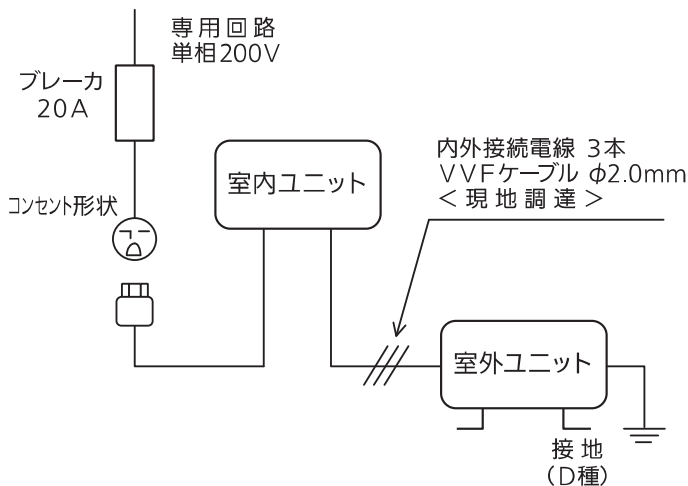 専用回路
単相200V
ブレーカ
20A
コンセント形状
室内ユニット
内外接続電線 3本
VVFケーブル φ2.0mm
<現地調達>
室外ユニット
接地
(D種)